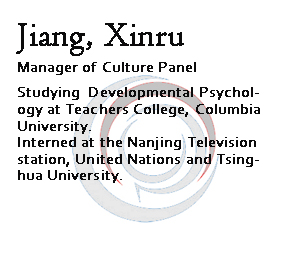 Jiang, Xinru
Manager of Culture Panel
Studying Developmental Psychol-
ogy at Teachers College, Columbia
University.
Interned at the Nanjing Television
station, United Nations and Tsing-
hua University.